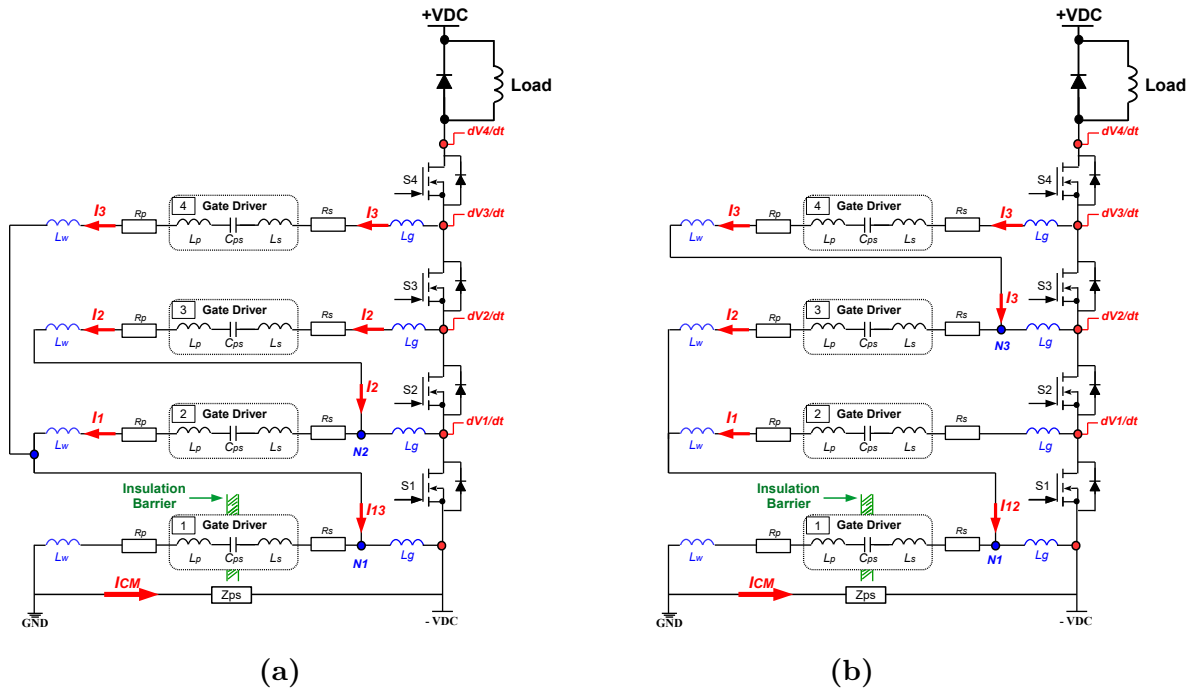 +VDC
Load
dV4/dt
S4
I3 Rp 4 Gate Driver Rs I3 dV3/dt
Lw Lp Cps Ls Lg
S3
I2 Rp 3 Gate Driver Rs I2 dV2/dt
Lw Lp Cps Ls Lg
I2 S2
I1 Rp 2 Gate Driver Rs dV1/dt
Lw Lp Cps Ls N2 Lg
Insulation
Barrier
I13 S1
Rp 1 Gate Driver Rs
Lw Lp Cps Ls N1 Lg
ICM Zps
GND - VDC
(a)
+VDC
Load
dV4/dt
S4
I3 Rp 4 Gate Driver Rs I3 dV3/dt
Lw Lp Cps Ls Lg
I3 S3
I2 Rp 3 Gate Driver Rs dV2/dt
Lw Lp Cps Ls N3 Lg
S2
I1 Rp 2 Gate Driver Rs dV1/dt
Lw Lp Cps Ls Lg
Insulation
Barrier
I12 S1
Rp 1 Gate Driver Rs
Lw Lp Cps Ls N1 Lg
ICM Zps
GND - VDC
(b)